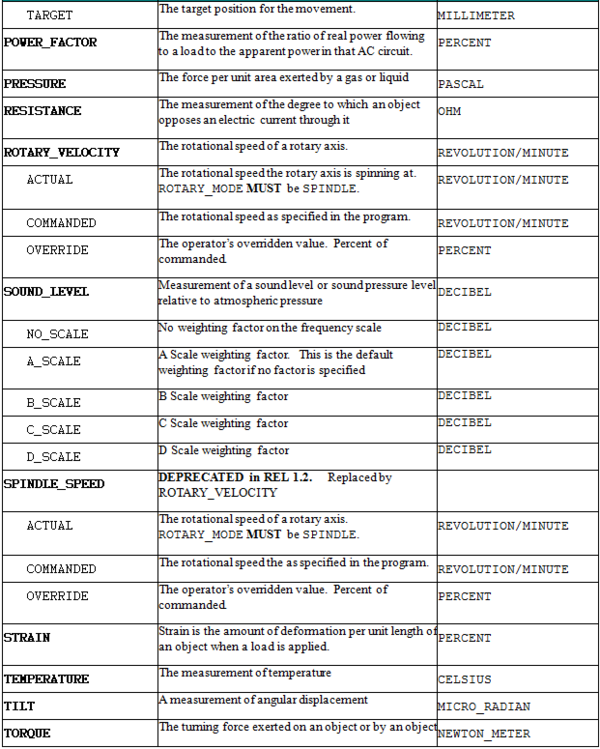 TARGET The target position for the movement. MILLIMETER
POWER_FACTOR The measurement of the ratio of real power flowing PERCENT
to a load to the apparent power in that AC circuit.
PRESSURE The force per unit area exerted by a gas or liquid PASCAL
RESISTANCE The measurement of the degree to which an object OHM
opposes an electric current through it
ROTARY_VELOCITY The rotational speed of a rotary axis. REVOLUTION/MINUTE
ACTUAL The rotational speed the rotary axis is spinning at. REVOLUTION/MINUTE
ROTARY_MODE MUST be SPINDLE.
COMMANDED The rotational speed as specified in the program. REVOLUTION/MINUTE
OVERRIDE The operator's overridden value. Percent of PERCENT
commanded.
SOUND_LEVEL Measurement of a sound level or sound pressure level DECIBEL
relative to atmospheric pressure
NO_SCALE No weighting factor on the frequency scale DECIBEL
A_SCALE A Scale weighting factor. This is the default DECIBEL
weighting factor if no factor is specified
B_SCALE B Scale weighting factor DECIBEL
C_SCALE C Scale weighting factor DECIBEL
D_SCALE D Scale weighting factor DECIBEL
SPINDLE_SPEED DEPRECATED in REL 1.2. Replaced by
ROTARY_VELOCITY
ACTUAL The rotational speed of a rotary axis. REVOLUTION/MINUTE
ROTARY_MODE MUST be SPINDLE.
COMMANDED The rotational speed the as specified in the program. REVOLUTION/MINUTE
OVERRIDE The operator's overridden value. Percent of PERCENT
commanded.
STRAIN Strain is the amount of deformation per unit length of PERCENT
an object when a load is applied.
TEMPERATURE The measurement of temperature CELSIUS
TILT A measurement of angular displacement MICRO_RADIAN
TORQUE The turning force exerted on an object or by an object NEWTON_METER